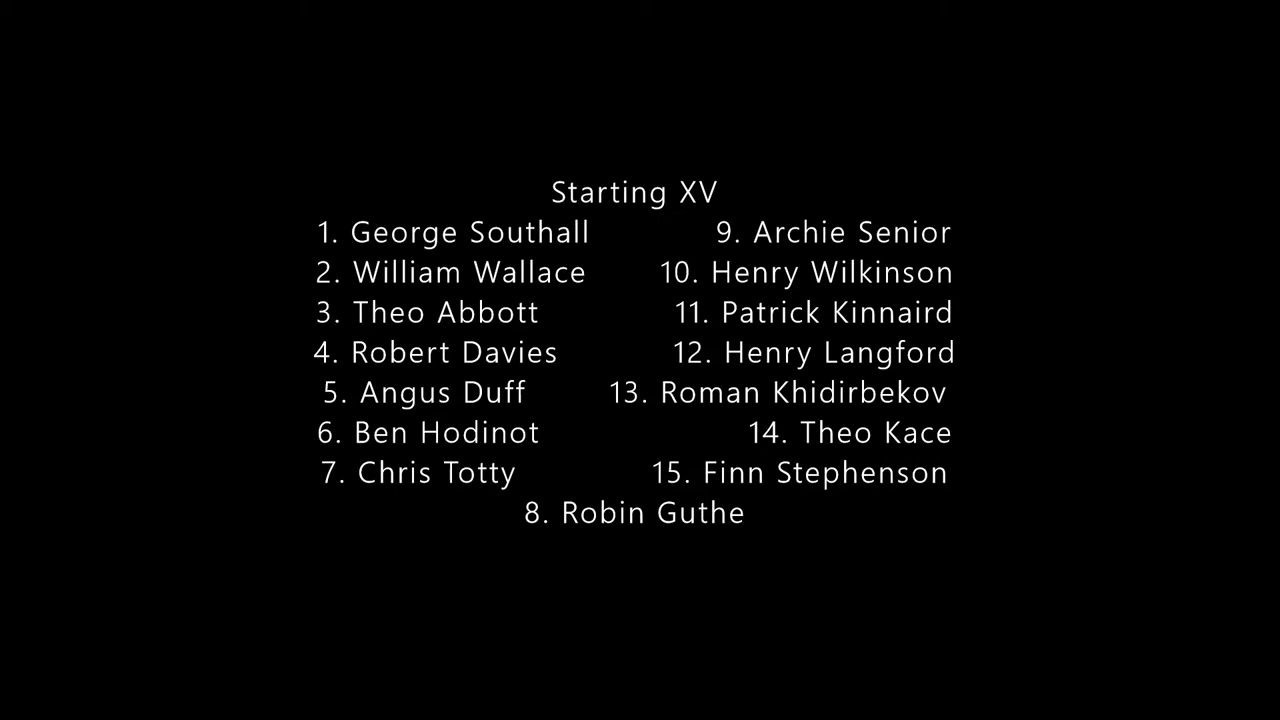 Starting XV
1. George Southall 9. Archie Senior
2. William Wallace 10. Henry Wilkinson
3. Theo Abbott 11. Patrick Kinnaird
4. Robert Davies 12. Henry Langford
5. Angus Duff 13. Roman Khidirbekov
6. Ben Hodinot 14. Theo Kace
7. Chris Totty 15. Finn Stephenson
8. Robin Guthe